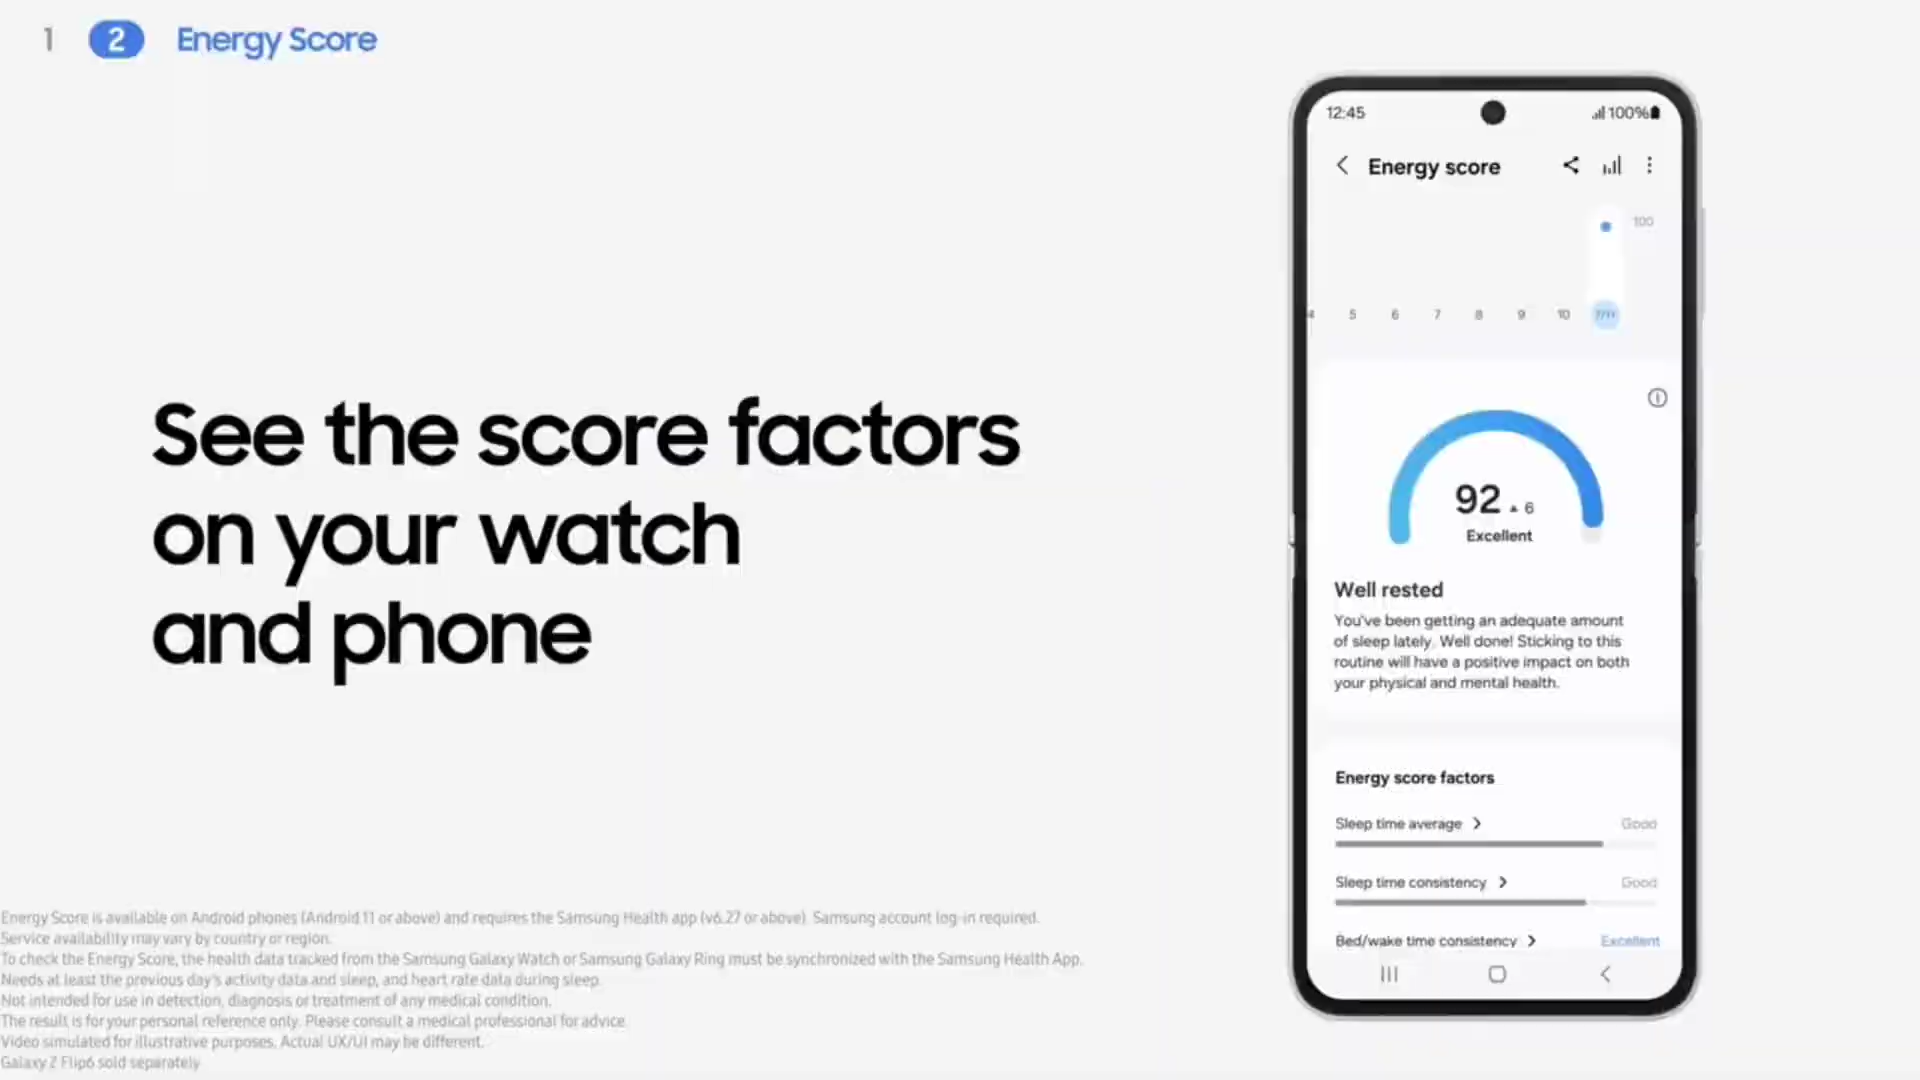 1 2 Energy Score
See the score factors
on your watch
and phone
12:45 100%
Energy score
100
4 5 6 7 8 9 10 7/11
92 ▲ 6
Excellent
Well rested
You've been getting an adequate amount
of sleep lately. Well done! Sticking to this
routine will have a positive impact on both
your physical and mental health.
Energy score factors
Sleep time average > Good
Sleep time consistency > Good
Bed/wake time consistency > Excellent
Energy Score is available on Android phones (Android 11 or above) and requires the Samsung Health app (v6.27 or above). Samsung account log-in required.
Service availability may vary by country or region.
To check the Energy Score, the health data tracked from the Samsung Galaxy Watch or Samsung Galaxy Ring must be synchronized with the Samsung Health App.
Needs at least the previous day's activity data and sleep, and heart rate data during sleep.
Not intended for use in detection, diagnosis or treatment of any medical condition.
The result is for your personal reference only. Please consult a medical professional for advice.
Video simulated for illustrative purposes. Actual UX/UI may be different.
Galaxy Z Flip6 sold separately